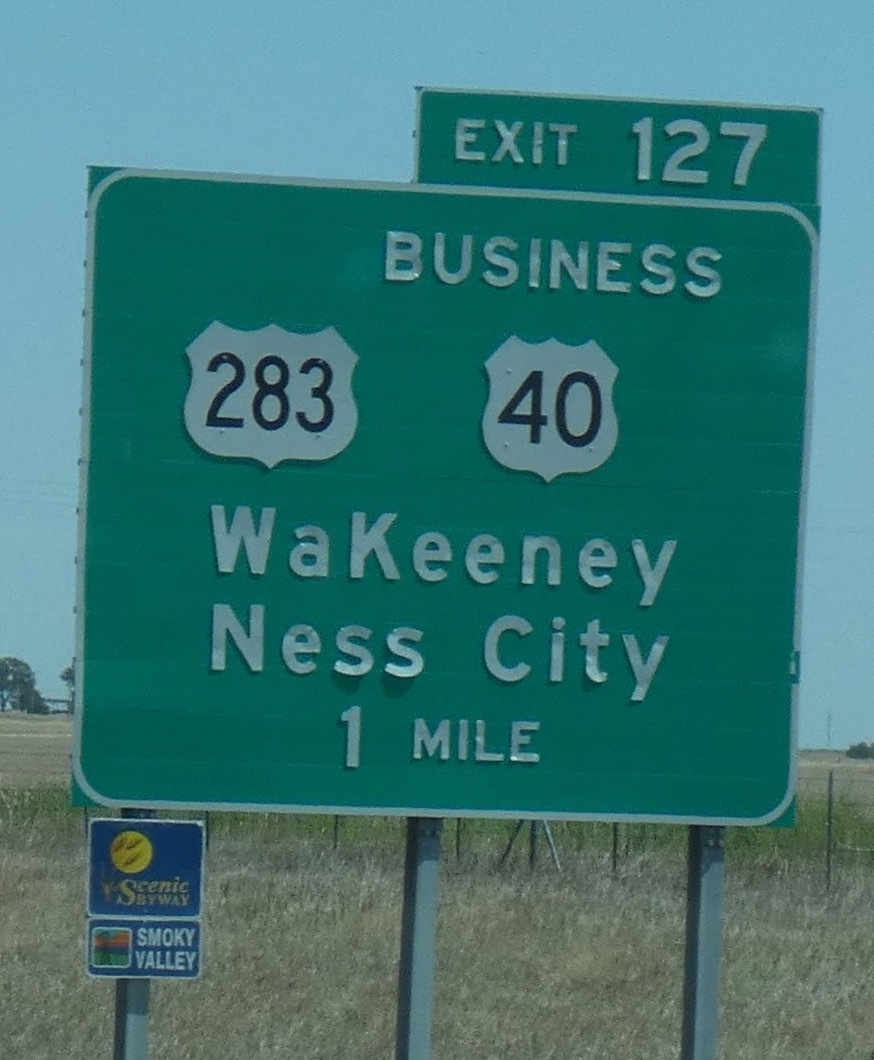 EXIT 127
BUSINESS
283 40
WaKeeney
Ness City
1 MILE
Scenic
BYWAY
SMOKY
VALLEY